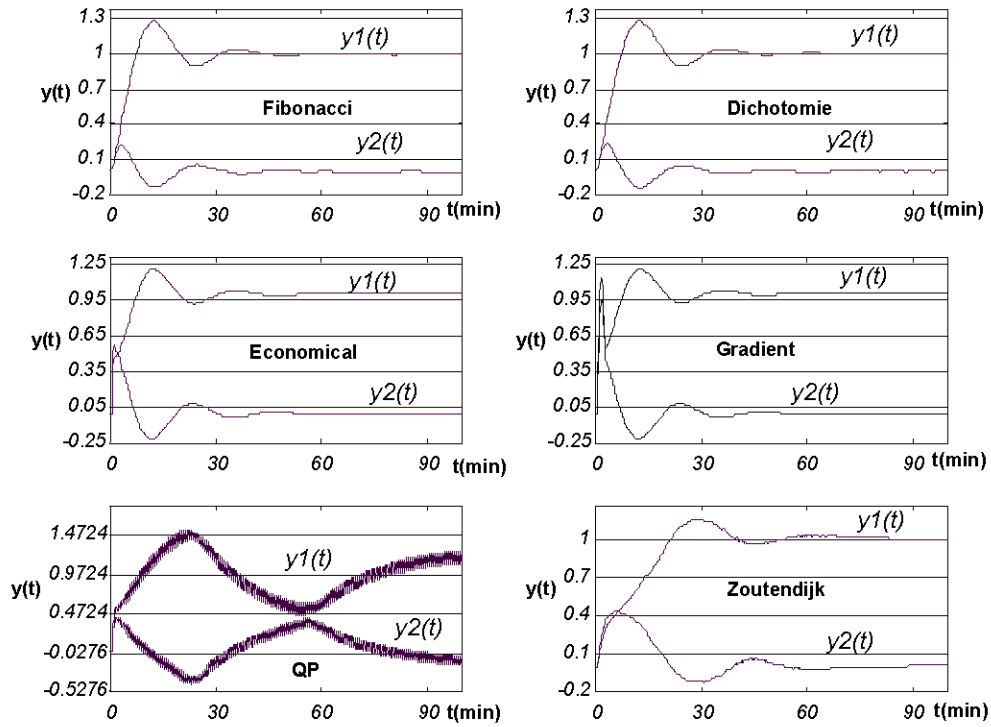 1.3
1
0.7
0.4
0.1
-0.2
y(t)
y1(t)
Fibonacci
y2(t)
0
30
60
90
t(min)
1.3
1
0.7
0.4
0.1
-0.2
y(t)
y1(t)
Dichotomie
y2(t)
0
30
60
90
t(min)
1.25
0.95
0.65
0.35
0.05
-0.25
y(t)
y1(t)
Economical
y2(t)
0
30
60
90
t(min)
1.25
0.95
0.65
0.35
0.05
-0.25
y(t)
y1(t)
Gradient
y2(t)
0
30
60
90
t(min)
1.4724
0.9724
0.4724
-0.0276
-0.5276
y(t)
y1(t)
y2(t)
QP
0
30
60
90
t(min)
1
0.7
0.4
0.1
-0.2
y(t)
y1(t)
Zoutendijk
y2(t)
0
30
60
90
t(min)